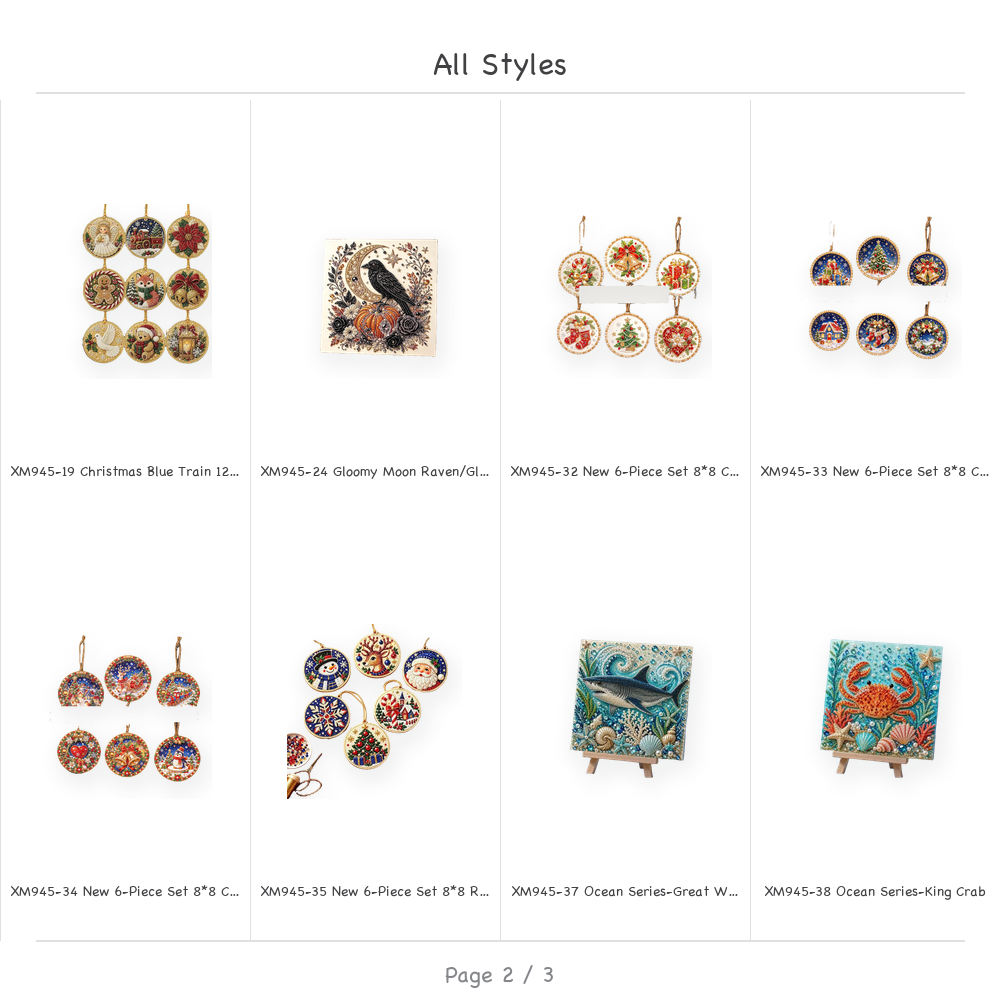 All Styles
XM945-19 Christmas Blue Train 12...
XM945-24 Gloomy Moon Raven/Gl...
XM945-32 New 6-Piece Set 8*8 C...
XM945-33 New 6-Piece Set 8*8 C...
XM945-34 New 6-Piece Set 8*8 C...
XM945-35 New 6-Piece Set 8*8 R...
XM945-37 Ocean Series-Great W...
XM945-38 Ocean Series-King Crab
Page 2 / 3